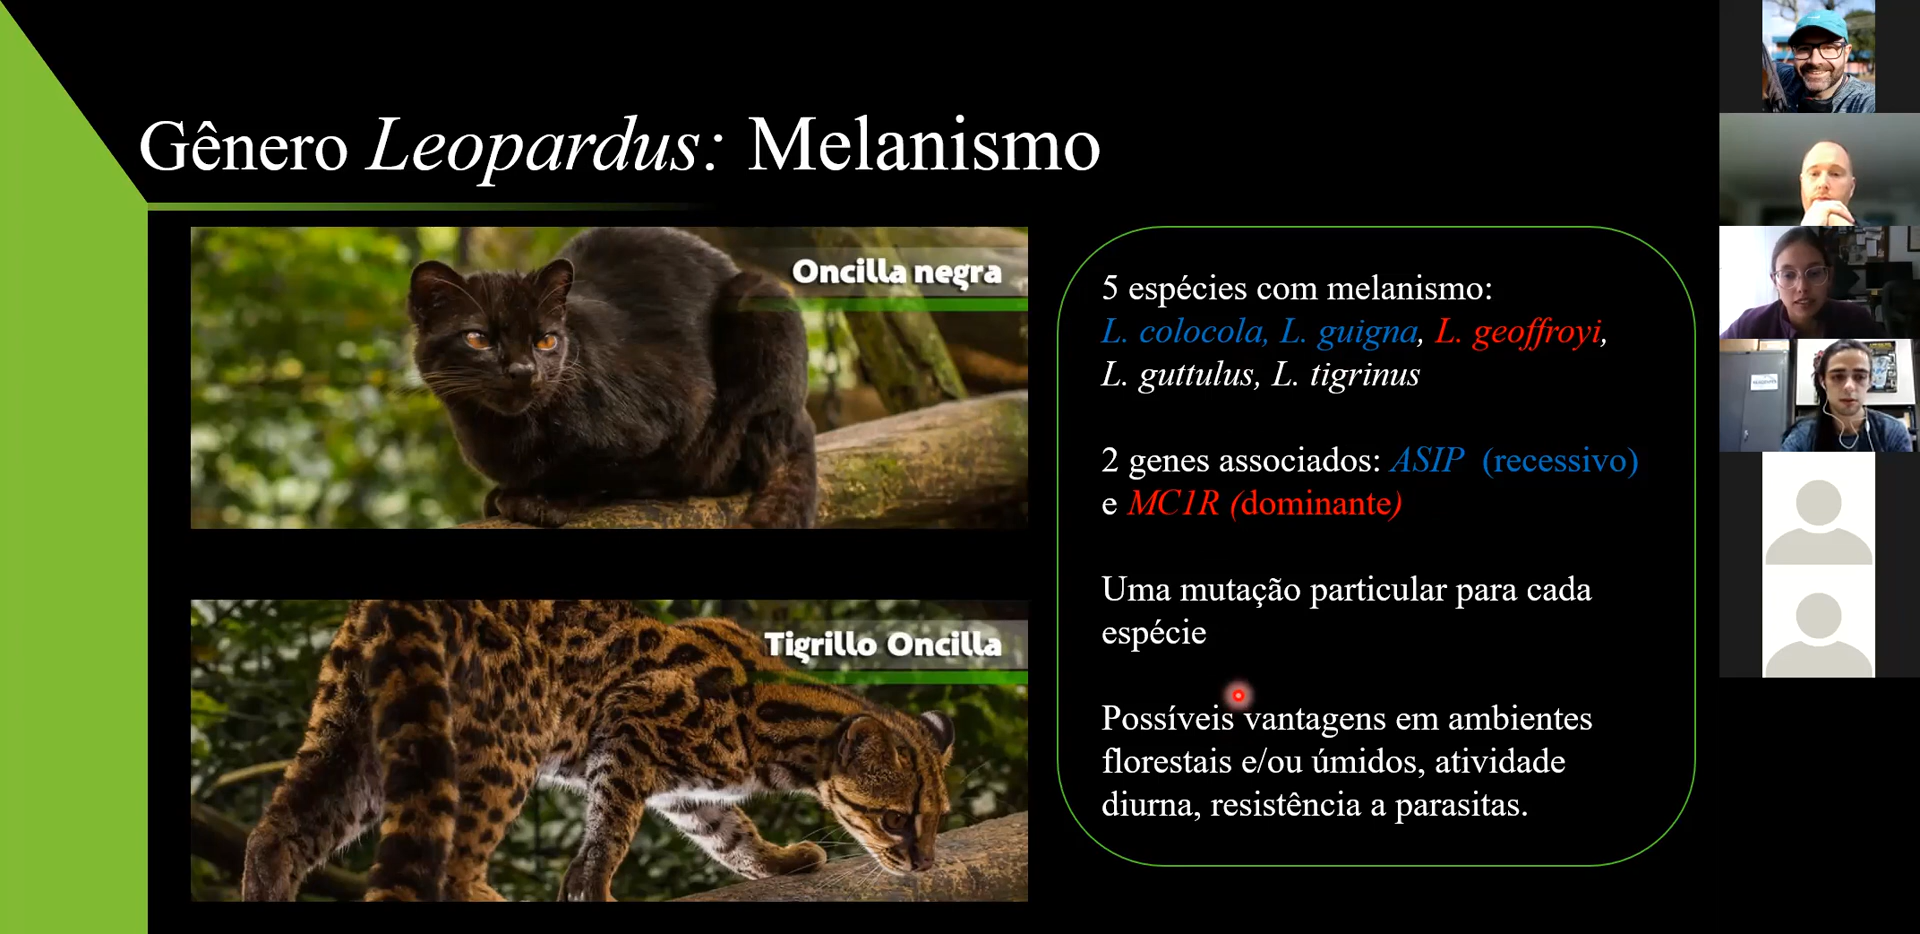 Gênero Leopardus: Melanismo
Oncilla negra
Tigrillo Oncilla
5 espécies com melanismo:
L. colocola, L. guigna, L. geoffroyi,
L. guttulus, L. tigrinus
2 genes associados: ASIP (recessivo)
e MC1R (dominante)
Uma mutação particular para cada
espécie
Possíveis vantagens em ambientes
florestais e/ou úmidos, atividade
diurna, resistência a parasitas.